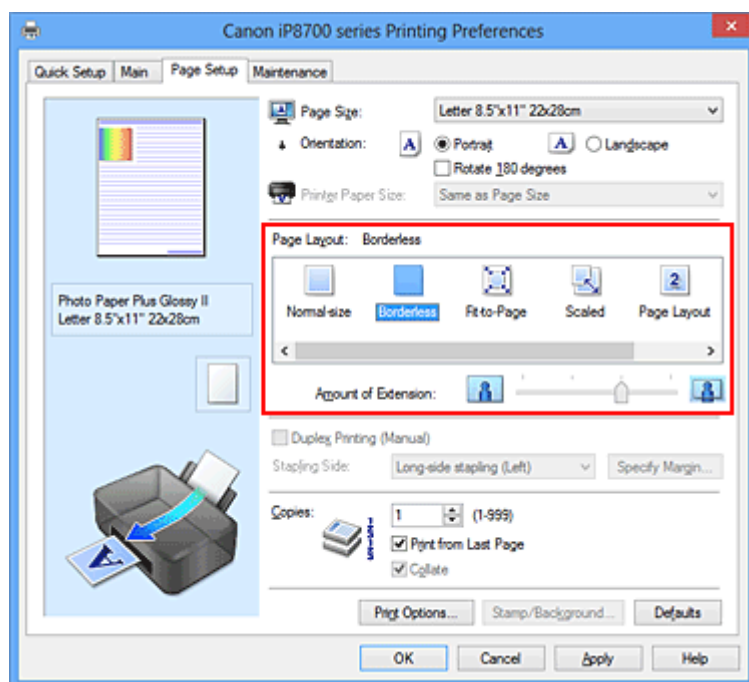 Canon iP8700 series Printing Preferences
Quick Setup Main Page Setup Maintenance
Page Size: Letter 8.5"x11" 22x28cm
Orientation: A Portrait A Landscape
Rotate 180 degrees
Printer Paper Size: Same as Page Size
Page Layout: Borderless
2
Normal-size Borderless Fit-to-Page Scaled Page Layout
Photo Paper Plus Glossy II
Letter 8.5"x11" 22x28cm
Amount of Extension:
Duplex Printing (Manual)
Stapling Side: Long-side stapling (Left) Specify Margin...
Copies: 1 (1-999)
Print from Last Page
Collate
A
Print Options... Stamp/Background... Defaults
OK Cancel Apply Help